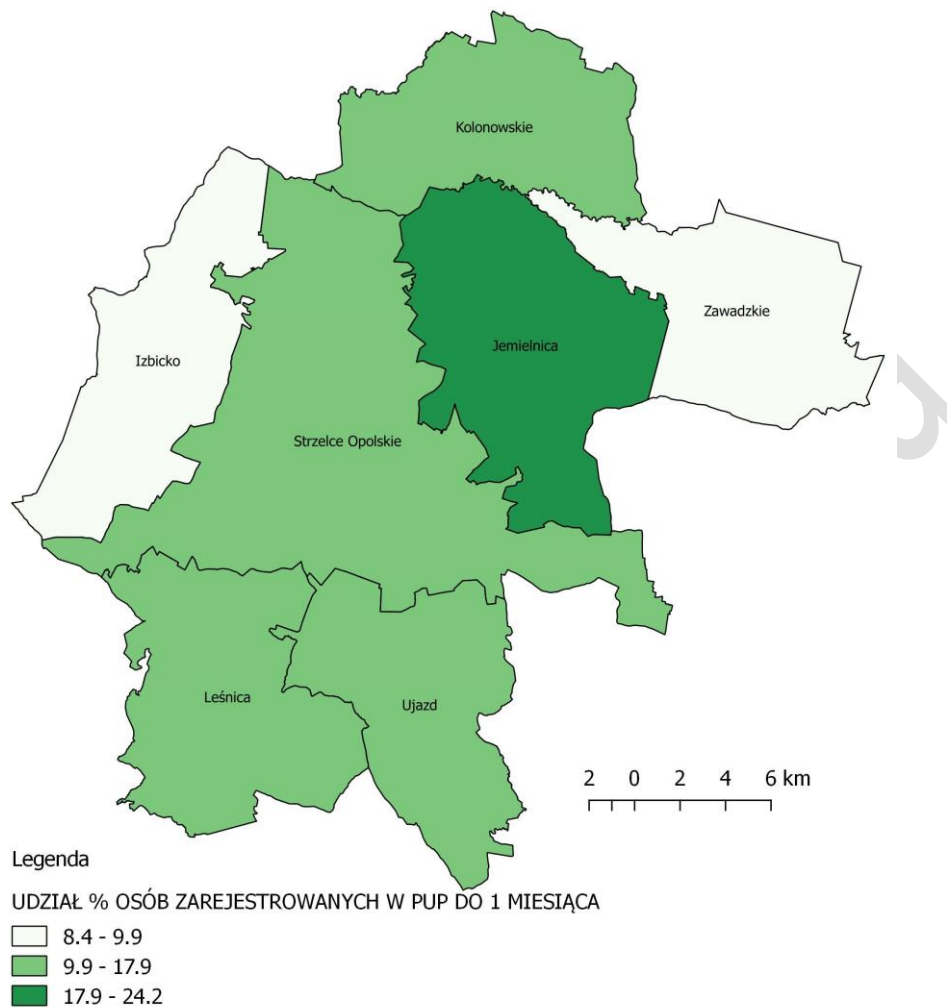 Kolonowskie
Zawadzkie
Jemielnica
Izbicko
Strzelce Opolskie
Leśnica
Ujazd
2 0 2 4 6 km
Legenda
UDZIAŁ % OSÓB ZAREJESTROWANYCH W PUP DO 1 MIESIĄCA
8.4 - 9.9
9.9 - 17.9
17.9 - 24.2